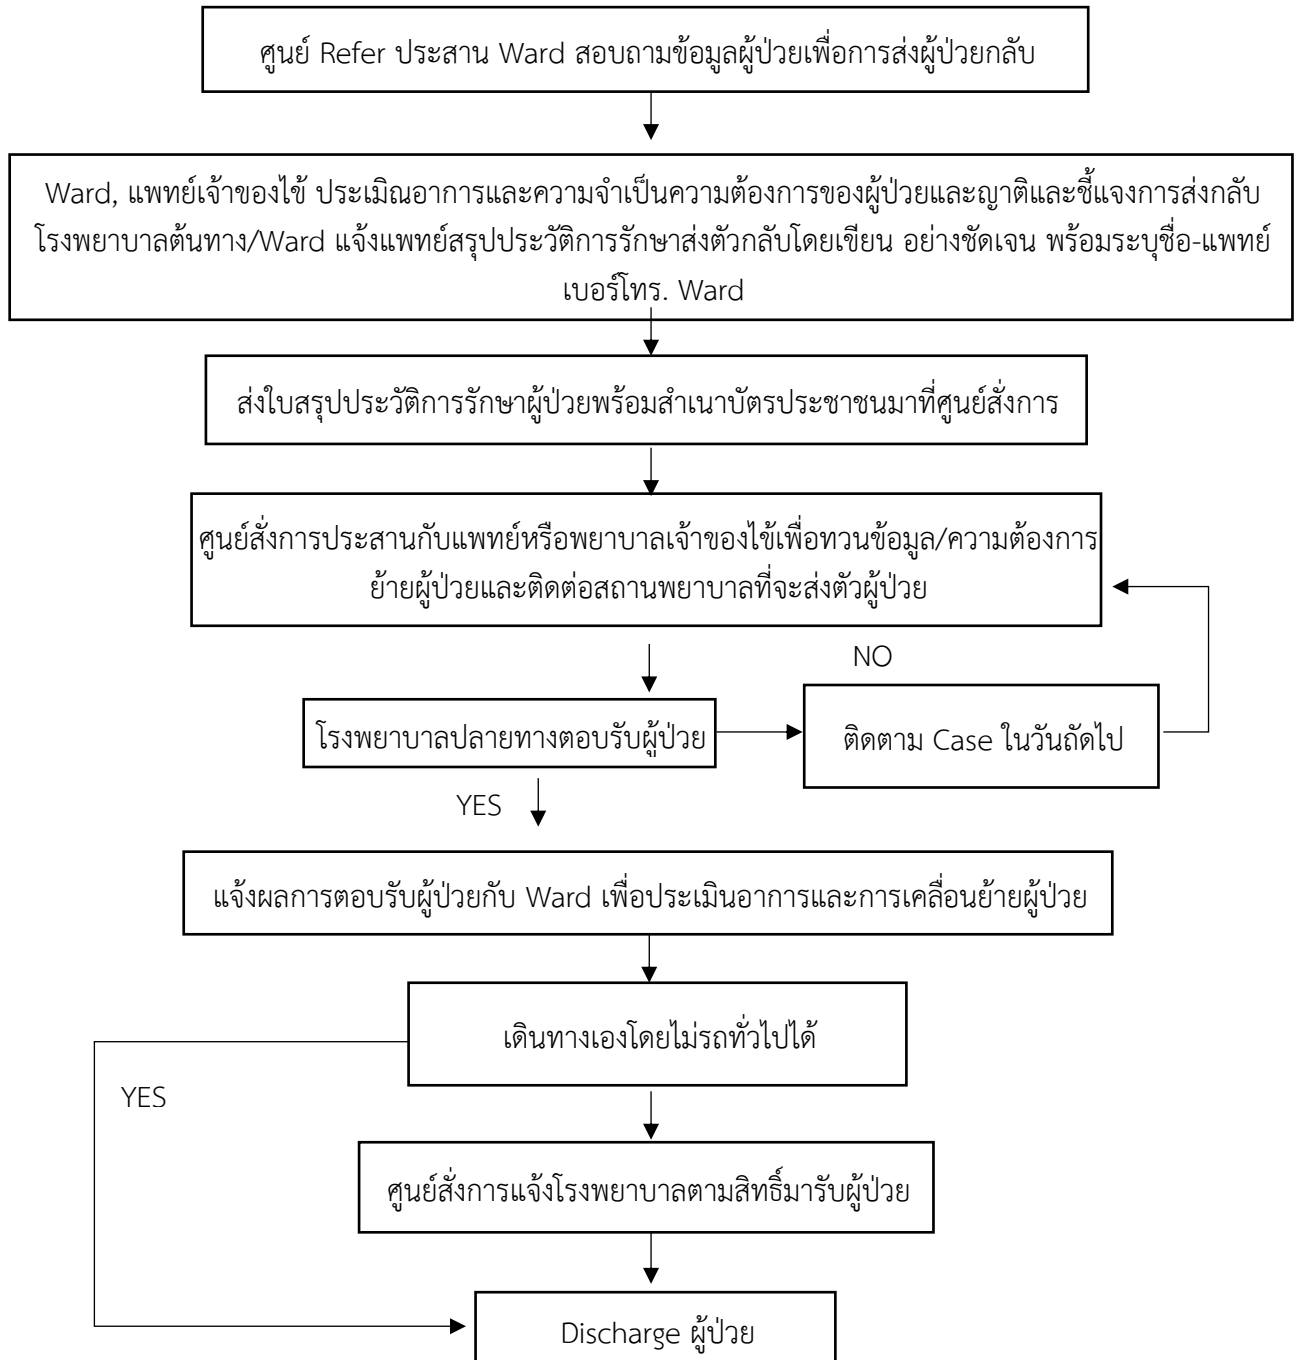 ศูนย์ Refer ประสาน Ward สอบถามข้อมูลผู้ป่วยเพื่อการส่งผู้ป่วยกลับ
Ward, แพทย์เจ้าของไข้ ประเมิณอาการและความจำเป็นความต้องการของผู้ป่วยและญาติและชี้แจงการส่งกลับ
โรงพยาบาลต้นทาง/Ward แจ้งแพทย์สรุปประวัติการรักษาส่งตัวกลับโดยเขียน อย่างชัดเจน พร้อมระบุชื่อ-แพทย์
เบอร์โทร. Ward
ส่งใบสรุปประวัติการรักษาผู้ป่วยพร้อมสำเนาบัตรประชาชนมาที่ศูนย์สั่งการ
ศูนย์สั่งการประสานกับแพทย์หรือพยาบาลเจ้าของไข้เพื่อทวนข้อมูล/ความต้องการ
ย้ายผู้ป่วยและติดต่อสถานพยาบาลที่จะส่งตัวผู้ป่วย
NO
โรงพยาบาลปลายทางตอบรับผู้ป่วย
ติดตาม Case ในวันถัดไป
YES
แจ้งผลการตอบรับผู้ป่วยกับ Ward เพื่อประเมินอาการและการเคลื่อนย้ายผู้ป่วย
เดินทางเองโดยไม่รถทั่วไปได้
YES
ศูนย์สั่งการแจ้งโรงพยาบาลตามสิทธิ์มารับผู้ป่วย
Discharge ผู้ป่วย